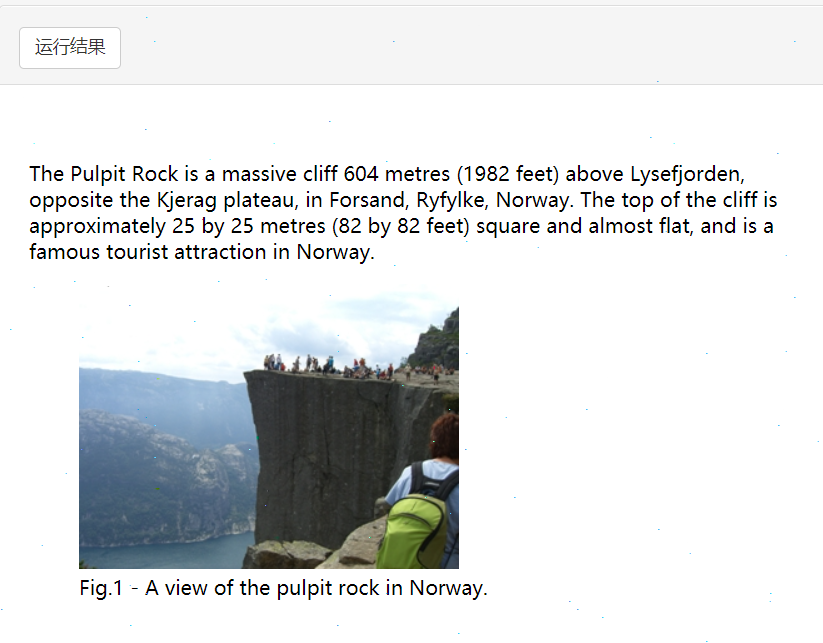 运行结果
The Pulpit Rock is a massive cliff 604 metres (1982 feet) above Lysefjorden,
opposite the Kjerag plateau, in Forsand, Ryfylke, Norway. The top of the cliff is
approximately 25 by 25 metres (82 by 82 feet) square and almost flat, and is a
famous tourist attraction in Norway.
Fig.1 - A view of the pulpit rock in Norway.